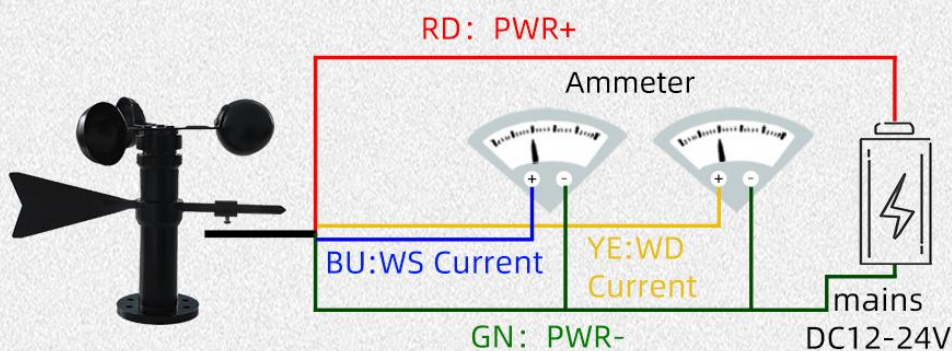 RD: PWR+
Ammeter
+ - + -
BU:WS Current
YE:WD
Current
mains
GN: PWR-
DC12-24V